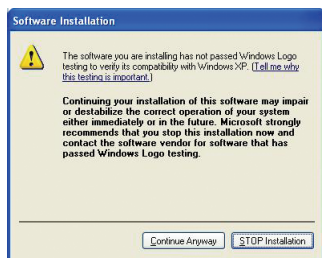 Software Installation
The software you are installing has not passed Windows Logo
testing to verify its compatibility with Windows XP. (Tell me why
this testing is important.)
Continuing your installation of this software may impair
or destabilize the correct operation of your system
either immediately or in the future. Microsoft strongly
recommends that you stop this installation now and
contact the software vendor for software that has
passed Windows Logo testing.
Continue Anyway
STOP Installation